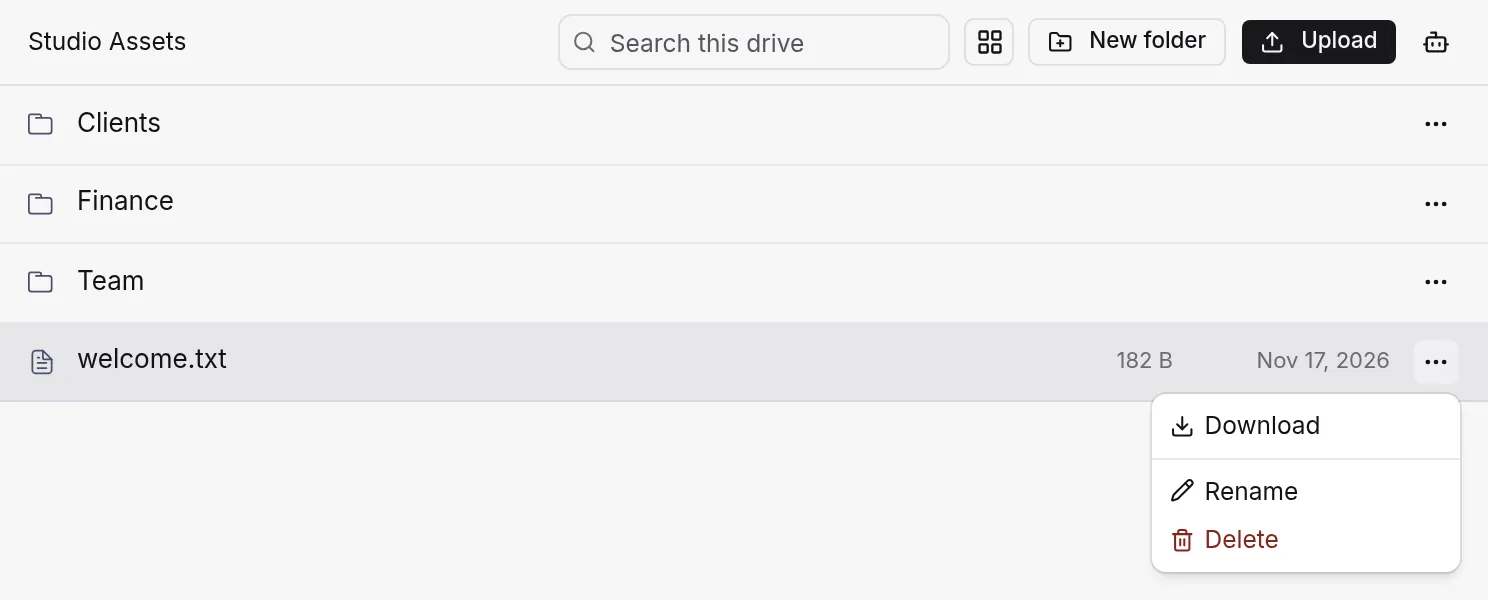 Studio Assets
Search this drive
New folder
Upload
Clients
Finance
Team
welcome.txt 182 B Nov 17, 2026
Download
Rename
Delete